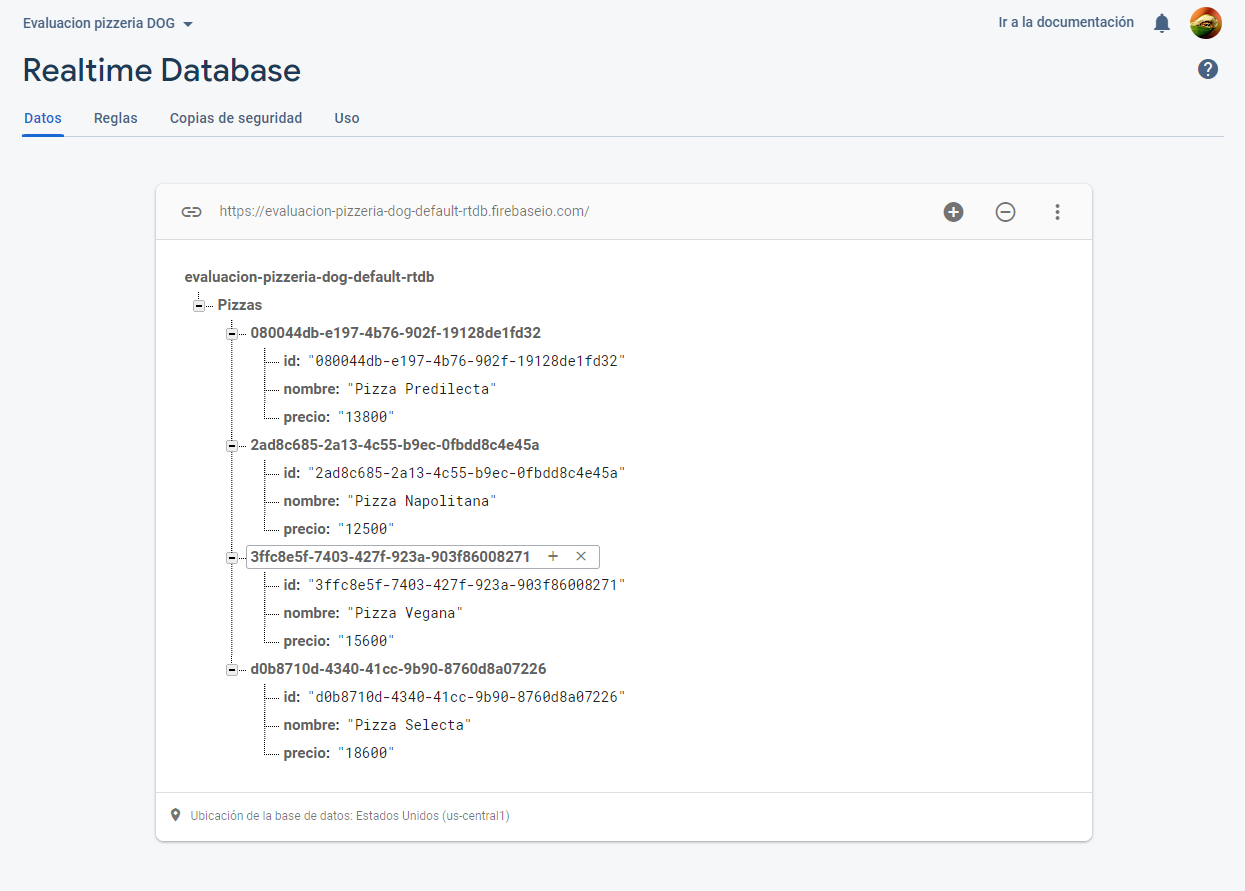 Evaluacion pizzeria DOG
Ir a la documentación
Realtime Database
Datos Reglas Copias de seguridad Uso
https://evaluacion-pizzeria-dog-default-rtdb.firebaseio.com/
evaluacion-pizzeria-dog-default-rtdb
Pizzas
080044db-e197-4b76-902f-19128de1fd32
id: "080044db-e197-4b76-902f-19128de1fd32"
nombre: "Pizza Predilecta"
precio: "13800"
2ad8c685-2a13-4c55-b9ec-0fbdd8c4e45a
id: "2ad8c685-2a13-4c55-b9ec-0fbdd8c4e45a"
nombre: "Pizza Napolitana"
precio: "12500"
3ffc8e5f-7403-427f-923a-903f86008271
id: "3ffc8e5f-7403-427f-923a-903f86008271"
nombre: "Pizza Vegana"
precio: "15600"
d0b8710d-4340-41cc-9b90-8760d8a07226
id: "d0b8710d-4340-41cc-9b90-8760d8a07226"
nombre: "Pizza Selecta"
precio: "18600"
Ubicación de la base de datos: Estados Unidos (us-central1)